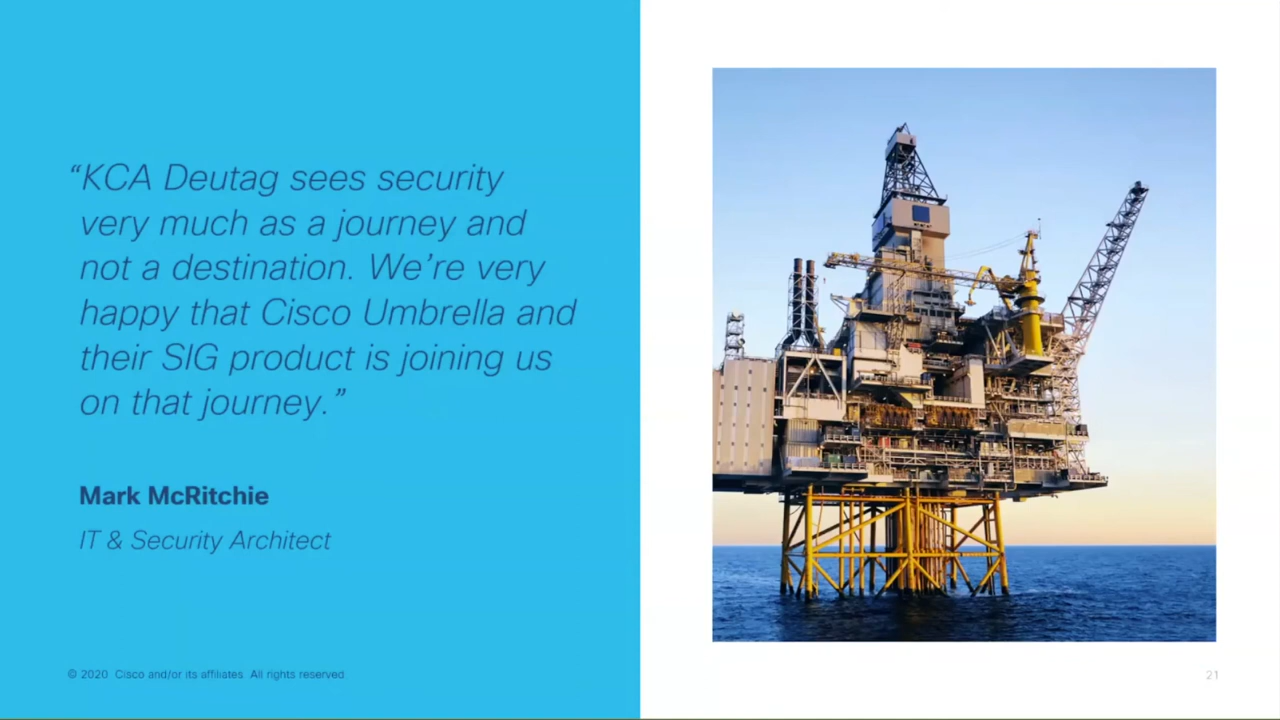 “KCA Deutag sees security
very much as a journey and
not a destination. We’re very
happy that Cisco Umbrella and
their SIG product is joining us
on that journey.”
Mark McRitchie
IT & Security Architect
© 2020 Cisco and/or its affiliates. All rights reserved.
21